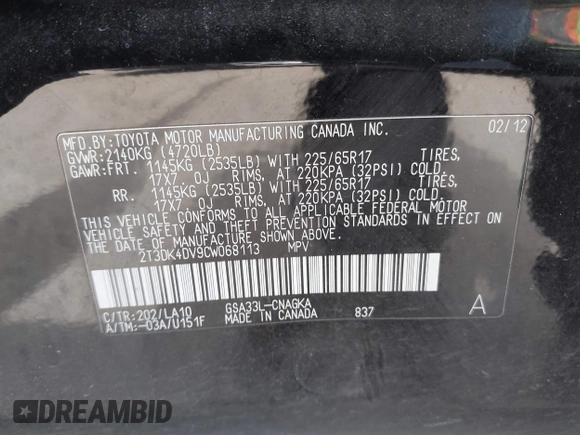 MFD.BY:TOYOTA MOTOR MANUFACTURING CANADA INC. 02/12
GVWR:2140KG (4720LB)
GAWR:FRT. 1145KG (2535LB) WITH 225/65R17 TIRES,
17X7 OJ RIMS, AT 220KPA (32PSI) COLD.
RR. 1145KG (2535LB) WITH 225/65R17 TIRES,
17X7 OJ RIMS, AT 220KPA (32PSI) COLD.
THIS VEHICLE CONFORMS TO ALL APPLICABLE FEDERAL MOTOR
VEHICLE SAFETY AND THEFT PREVENTION STANDARDS IN EFFECT ON
THE DATE OF MANUFACTURE SHOWN ABOVE.
2T3DK4DV9CW068113 MPV
C/TR:202/LA10 GSA33L-CNAGKA A
A/TM:-03A/U151F MADE IN CANADA 837
DREAMBID